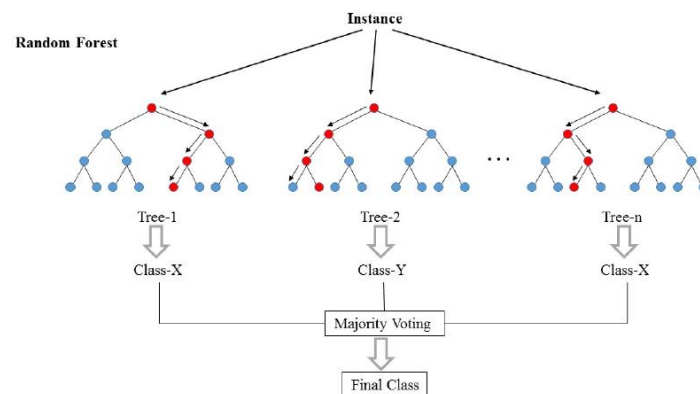 Instance
Random Forest
...
Tree-1 Tree-2 Tree-n
Class-X Class-Y Class-X
Majority Voting
Final Class